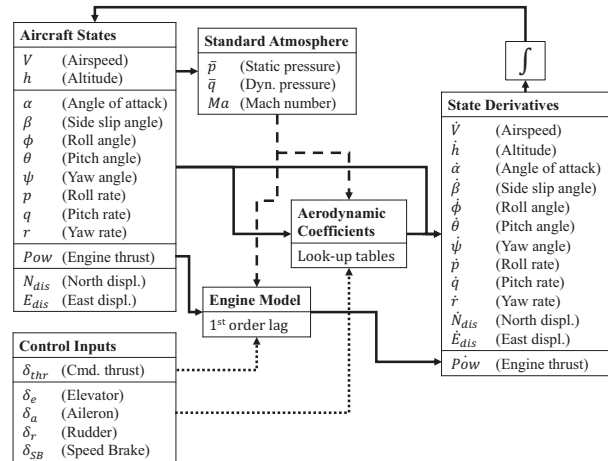 Aircraft States
V (Airspeed)
h (Altitude)
α (Angle of attack)
β (Side slip angle)
ϕ (Roll angle)
θ (Pitch angle)
ψ (Yaw angle)
p (Roll rate)
q (Pitch rate)
r (Yaw rate)
Pow (Engine thrust)
N_dis (North displ.)
E_dis (East displ.)
Control Inputs
δ_thr (Cmd. thrust)
δ_e (Elevator)
δ_a (Aileron)
δ_r (Rudder)
δ_SB (Speed Brake)
Standard Atmosphere
p̄ (Static pressure)
q̄ (Dyn. pressure)
Ma (Mach number)
Aerodynamic
Coefficients
Look-up tables
Engine Model
1st order lag
∫
State Derivatives
V̇ (Airspeed)
ḣ (Altitude)
α̇ (Angle of attack)
β̇ (Side slip angle)
ϕ̇ (Roll angle)
θ̇ (Pitch angle)
ψ̇ (Yaw angle)
ṗ (Roll rate)
q̇ (Pitch rate)
ṙ (Yaw rate)
Ṅ_dis (North displ.)
Ė_dis (East displ.)
Pȯw (Engine thrust)